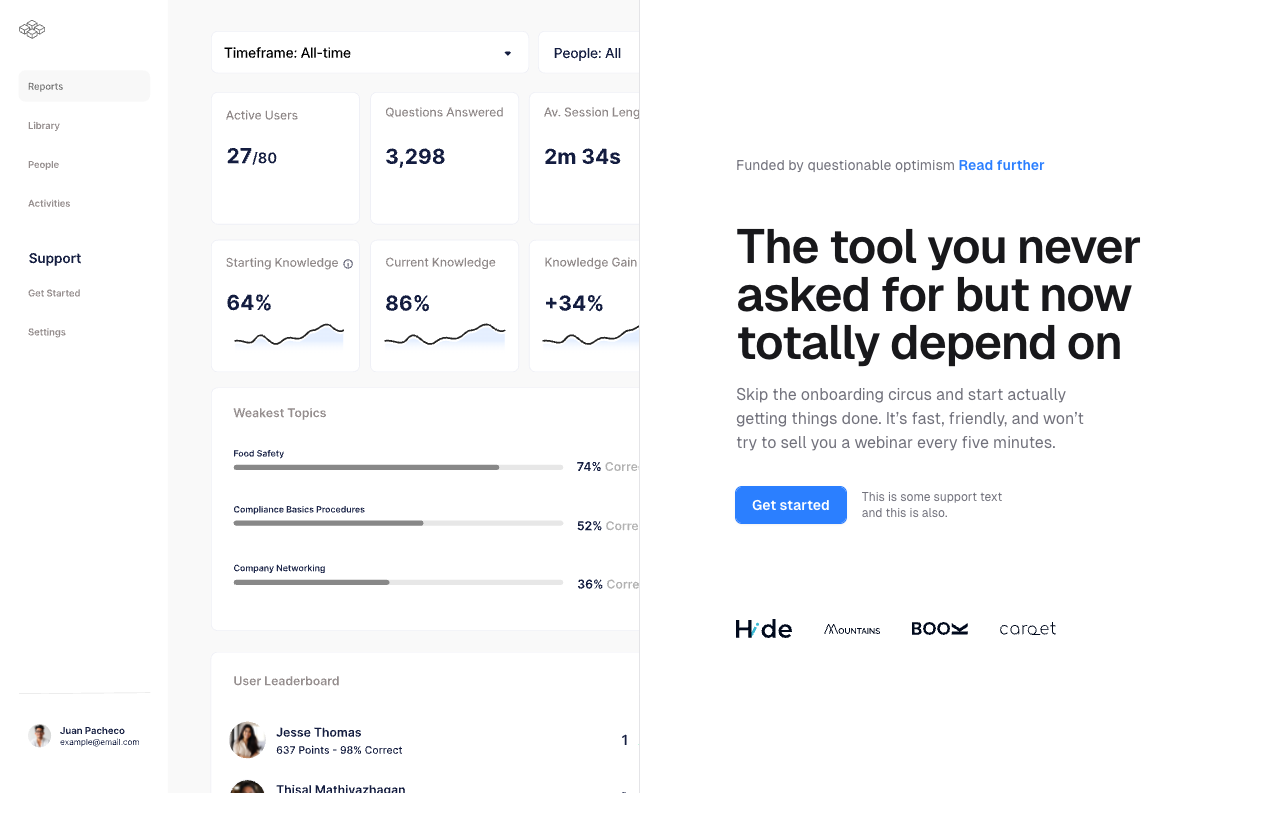 Reports
Library
People
Activities
Support
Get Started
Settings
Juan Pacheco
example@email.com
Timeframe: All-time
People: All
Active Users
27/80
Questions Answered
3,298
Av. Session Leng
2m 34s
Starting Knowledge
64%
Current Knowledge
86%
Knowledge Gain
+34%
Weakest Topics
Food Safety
74% Corre
Compliance Basics Procedures
52% Corre
Company Networking
36% Corre
User Leaderboard
Jesse Thomas
637 Points - 98% Correct
1
Thisal Mathiyazhagan
Funded by questionable optimism Read further
The tool you never
asked for but now
totally depend on
Skip the onboarding circus and start actually
getting things done. It’s fast, friendly, and won’t
try to sell you a webinar every five minutes.
Get started
This is some support text
and this is also.
Hide
MOUNTAINS
BOOK
carqet